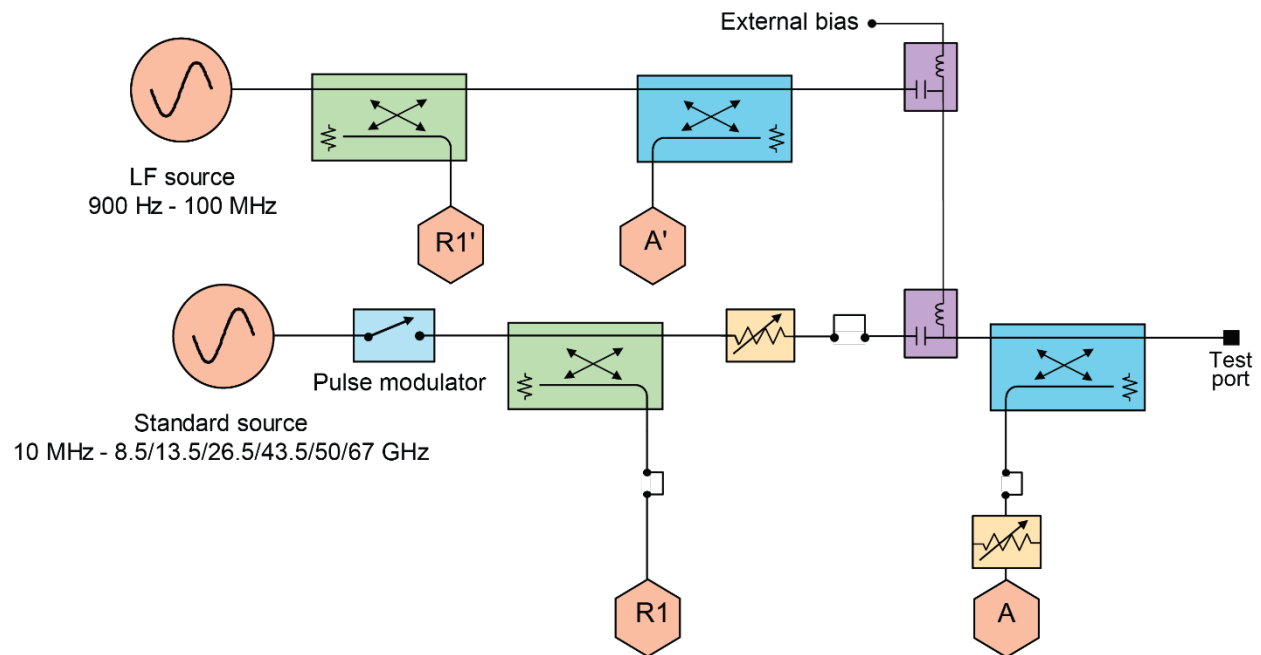 External bias
LF source
900 Hz - 100 MHz
R1'
A'
Pulse modulator
Standard source
10 MHz - 8.5/13.5/26.5/43.5/50/67 GHz
Test
port
R1
A